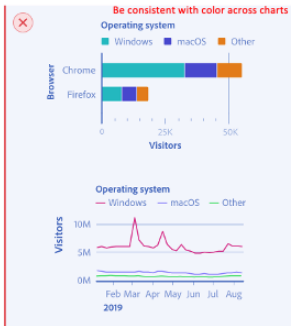 Be consistent with color across charts
Operating system
Windows macOS Other
Browser
Chrome
Firefox
0 25K 50K
Visitors
Operating system
Windows macOS Other
Visitors
10M
5M
0M
Feb Mar Apr May Jun Jul Aug
2019